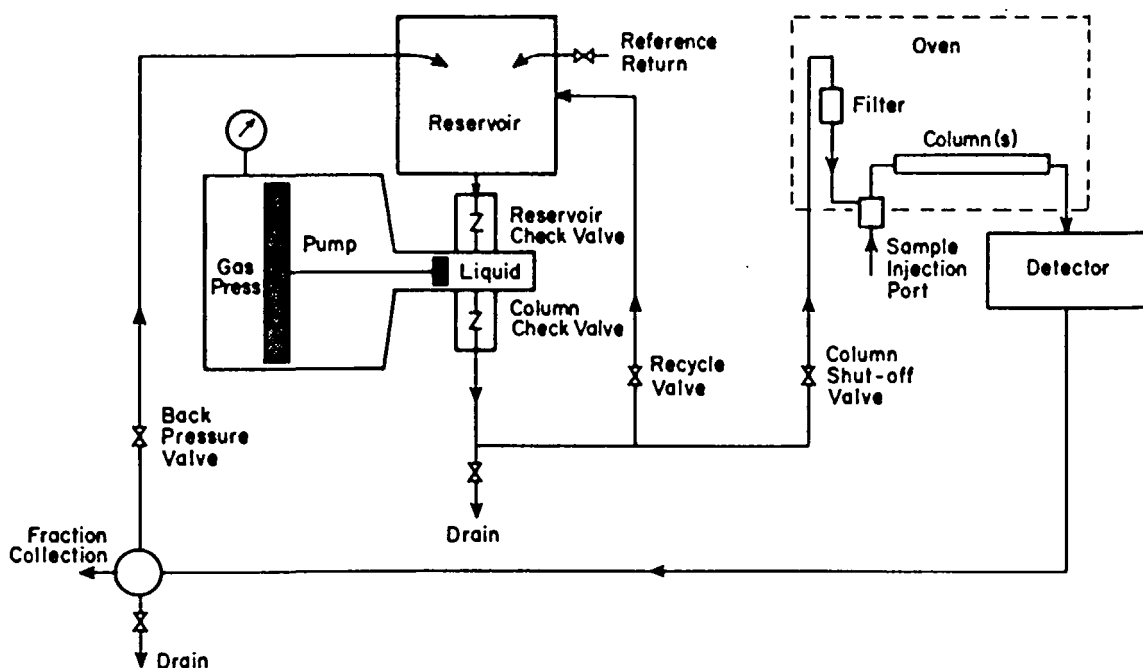 Reference
Return
Reservoir
Oven
Filter
Column(s)
Reservoir
Check Valve
Gas
Press
Pump
Liquid
Column
Check Valve
Sample
Injection
Port
Detector
Recycle
Valve
Column
Shut-off
Valve
Back
Pressure
Valve
Drain
Fraction
Collection
Drain